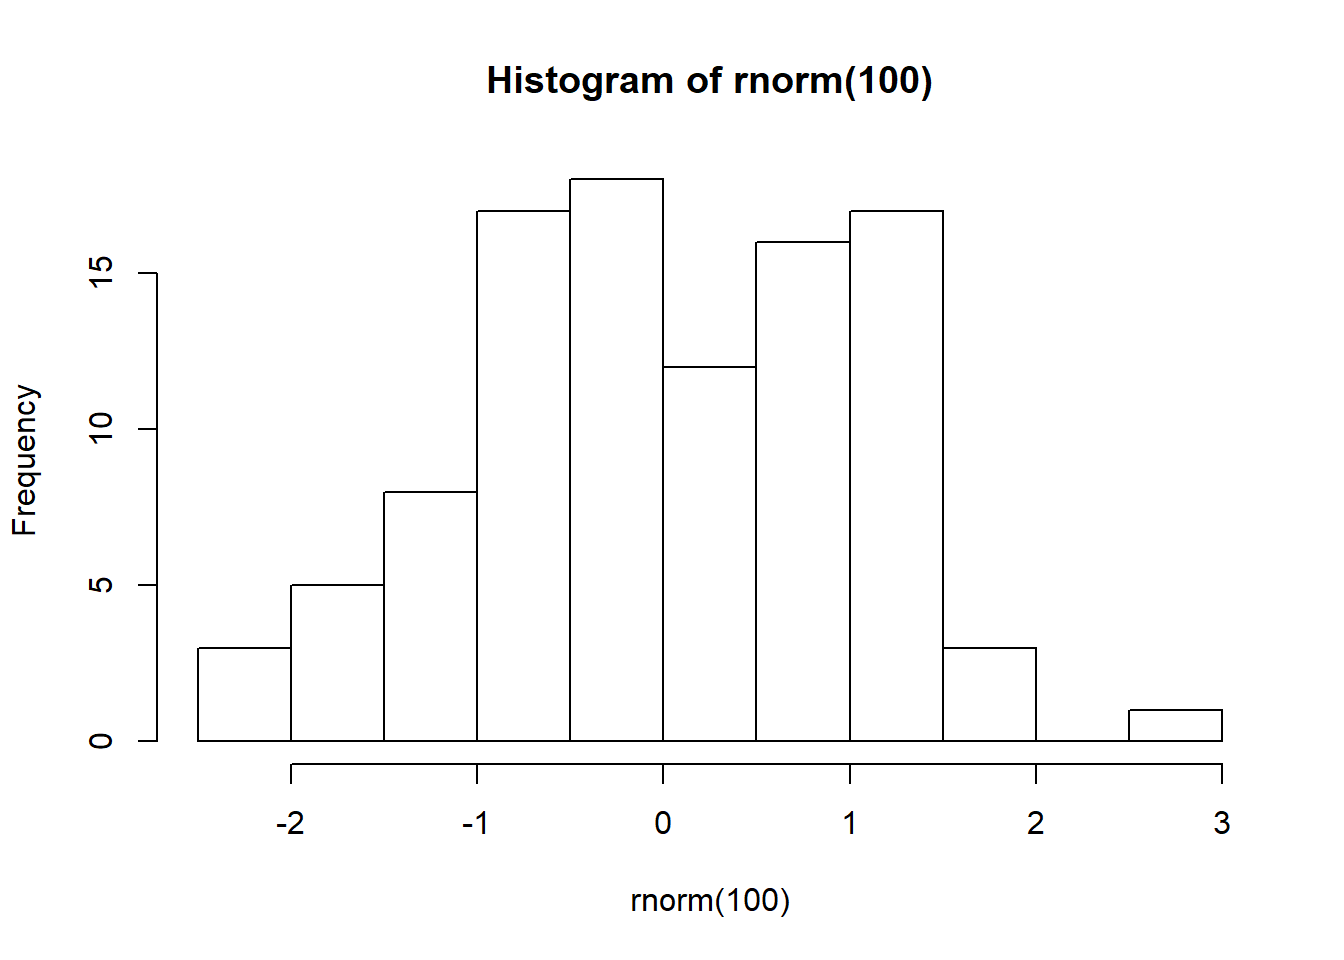 Histogram of rnorm(100)
Frequency
15
10
5
0
-2 -1 0 1 2 3
rnorm(100)